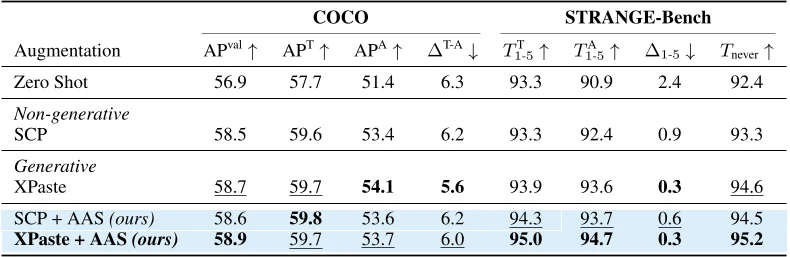 COCO STRANGE-Bench
Augmentation AP^val ↑ AP^T ↑ AP^A ↑ Δ^T-A ↓ T^T_1-5 ↑ T^A_1-5 ↑ Δ_1-5 ↓ T_never ↑
Zero Shot 56.9 57.7 51.4 6.3 93.3 90.9 2.4 92.4
Non-generative
SCP 58.5 59.6 53.4 6.2 93.3 92.4 0.9 93.3
Generative
XPaste 58.7 59.7 54.1 5.6 93.9 93.6 0.3 94.6
SCP + AAS (ours) 58.6 59.8 53.6 6.2 94.3 93.7 0.6 94.5
XPaste + AAS (ours) 58.9 59.7 53.7 6.0 95.0 94.7 0.3 95.2